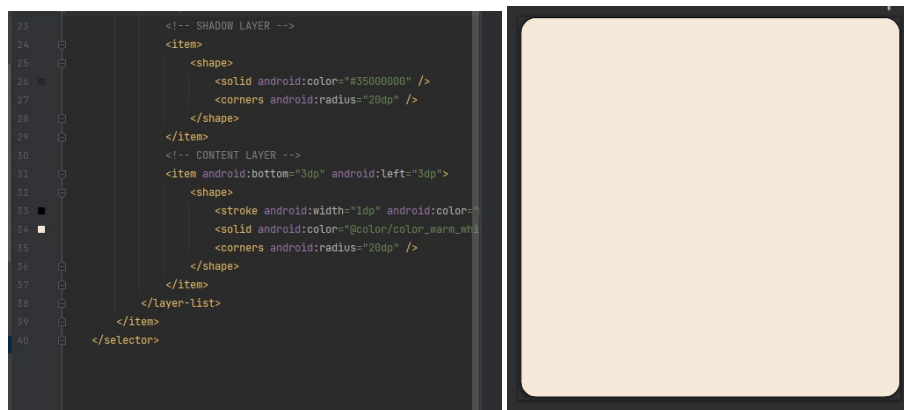 23 <!-- SHADOW LAYER -->
24 <item>
25 <shape>
26 <solid android:color="#35000000" />
27 <corners android:radius="20dp" />
28 </shape>
29 </item>
30 <!-- CONTENT LAYER -->
31 <item android:bottom="3dp" android:left="3dp">
32 <shape>
33 <stroke android:width="1dp" android:color="
34 <solid android:color="@color/color_warm_whi
35 <corners android:radius="20dp" />
36 </shape>
37 </item>
38 </layer-list>
39 </item>
40 </selector>